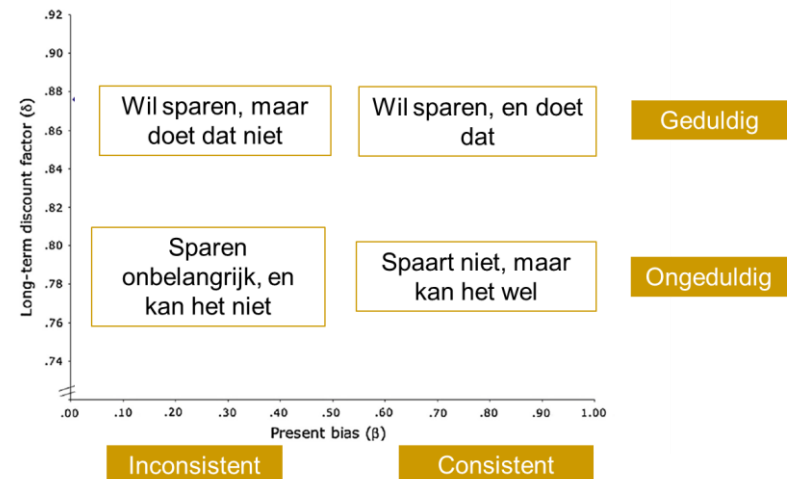 .92
.90
.88
.86
.84
.82
.80
.78
.76
.74
Long-term discount factor (δ)
Wil sparen, maar
doet dat niet
Wil sparen, en doet
dat
Geduldig
Sparen
onbelangrijk, en
kan het niet
Spaart niet, maar
kan het wel
Ongeduldig
.00 .10 .20 .30 .40 .50 .60 .70 .80 .90 1.00
Present bias (β)
Inconsistent
Consistent